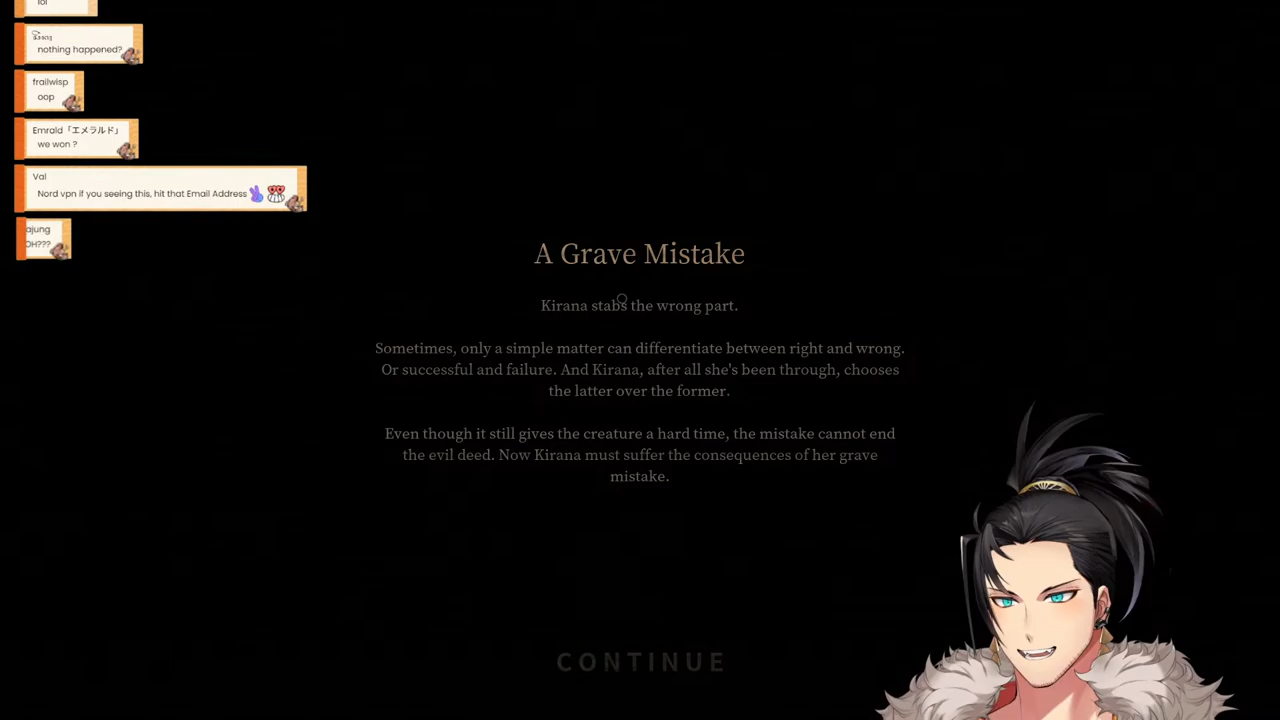 lol
nothing happened?
frailwisp
oop
Emrald「エメラルド」
we won ?
Val
Nord vpn if you seeing this, hit that Email Address
ajung
OH???
A Grave Mistake
Kirana stabs the wrong part.
Sometimes, only a simple matter can differentiate between right and wrong.
Or successful and failure. And Kirana, after all she's been through, chooses
the latter over the former.
Even though it still gives the creature a hard time, the mistake cannot end
the evil deed. Now Kirana must suffer the consequences of her grave
mistake.
CONTINUE